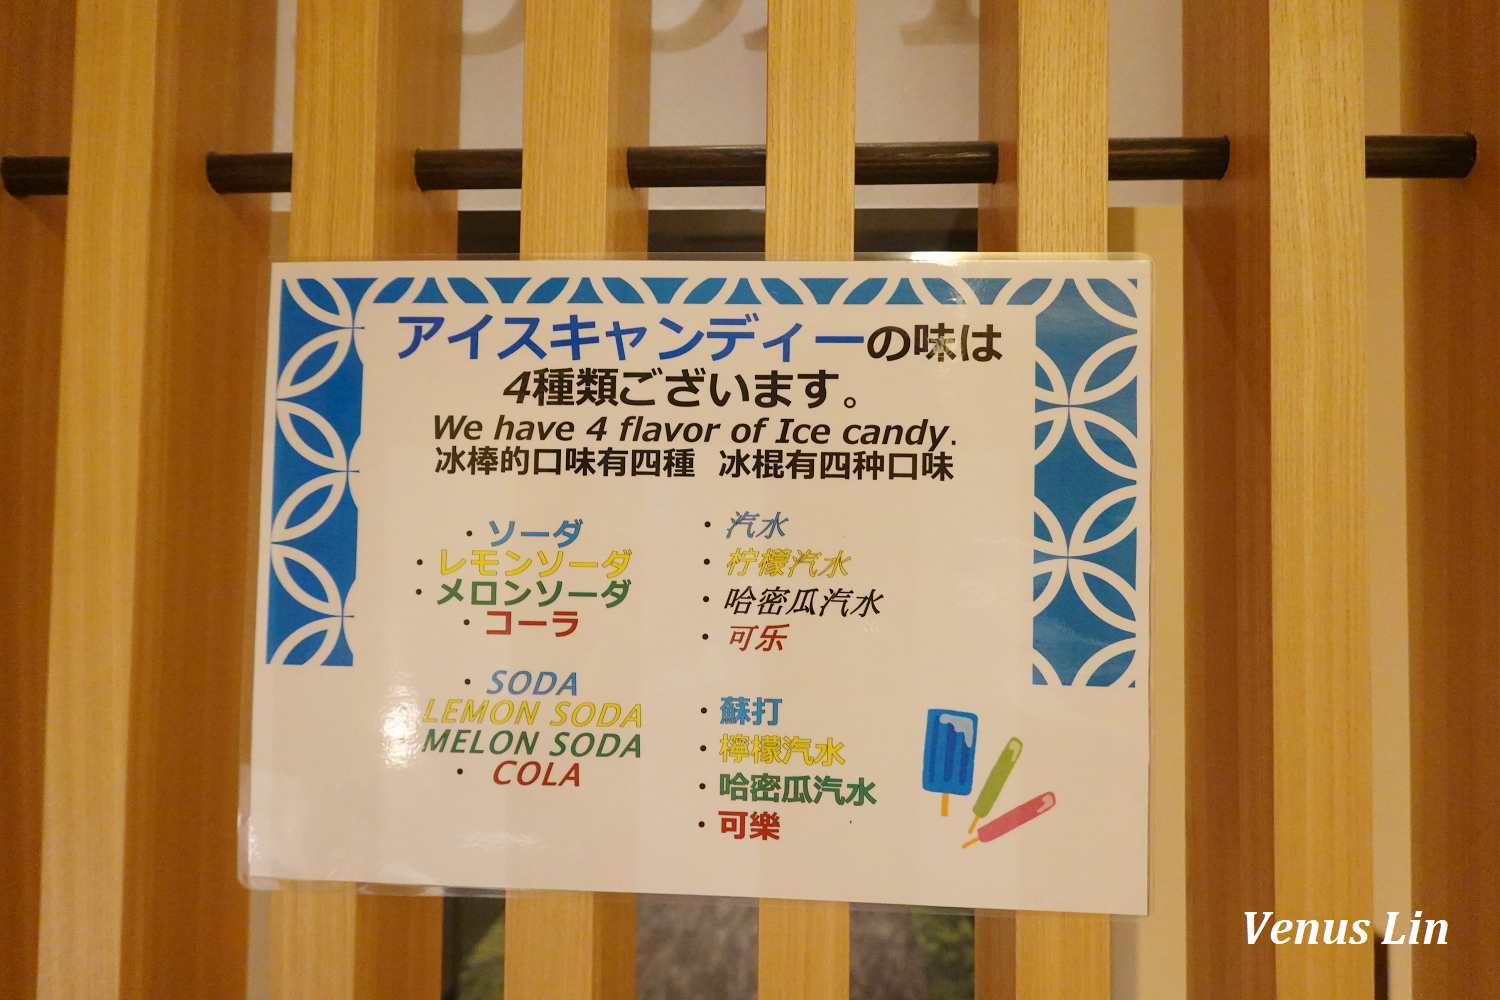 アイスキャンディーの味は
4種類ございます。
We have 4 flavor of Ice candy.
冰棒的口味有四種 冰棍有四种口味
・ソーダ
・レモンソーダ
・メロンソーダ
・コーラ
・汽水
・柠檬汽水
・哈密瓜汽水
・可乐
・SODA
LEMON SODA
MELON SODA
・COLA
・蘇打
・檸檬汽水
・哈密瓜汽水
・可樂
Venus Lin